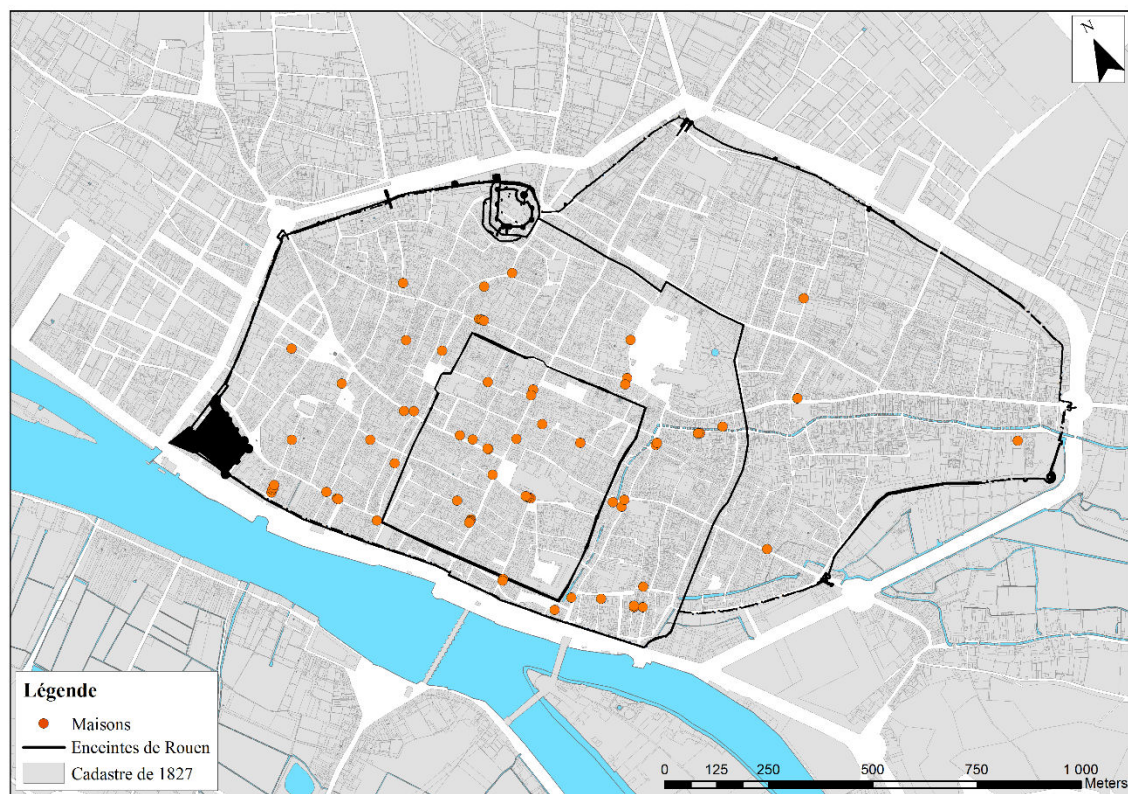 N
Légende
Maisons
Enceintes de Rouen
Cadastre de 1827
0 125 250 500 750 1 000
Meters